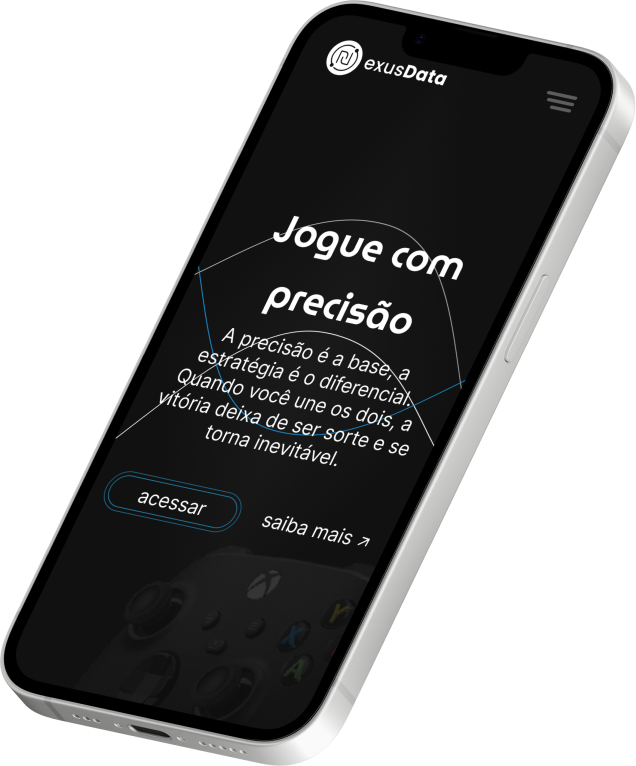 exusData
Jogue com
precisão
A precisão é a base, a
estratégia é o diferencial.
Quando você une os dois, a
vitória deixa de ser sorte e se
torna inevitável.
acessar
saiba mais ↗
Y
X
A